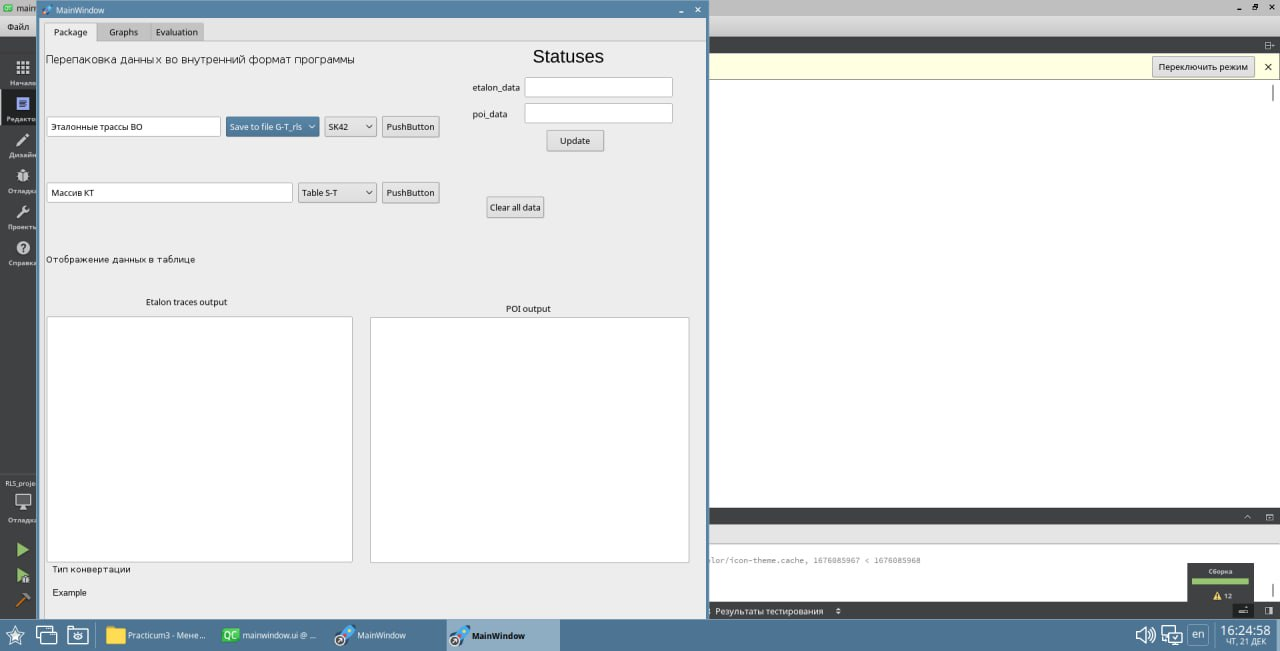 main
MainWindow
Файл
Package
Graphs
Evaluation
Перепаковка данных во внутренний формат программы
Statuses
etalon_data
poi_data
Update
Эталонные трассы ВО
Save to file G-T_rls
SK42
PushButton
Массив КТ
Table S-T
PushButton
Clear all data
Отображение данных в таблице
Etalon traces output
POI output
Тип конвертации
Example
Начало
Редакто
Дизайн
Отладка
Проекты
Справка
RLS_proje
Отладка
Переключить режим
olor/icon-theme.cache, 1676085967 < 1676085968
Сборка
12
Результаты тестирования
Practicum3 - Мене...
QC
mainwindow.ui @ ...
MainWindow
MainWindow
en
16:24:58
ЧТ, 21 ДЕК